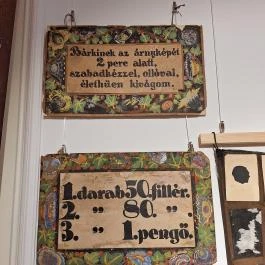 Bárkinek az árnyképét
2 perc alatt,
szabadkézzel, ollóval,
élethűen kivágom.
1. darab 50. fillér.
2. " 80. " .
3. " 1. pengő.